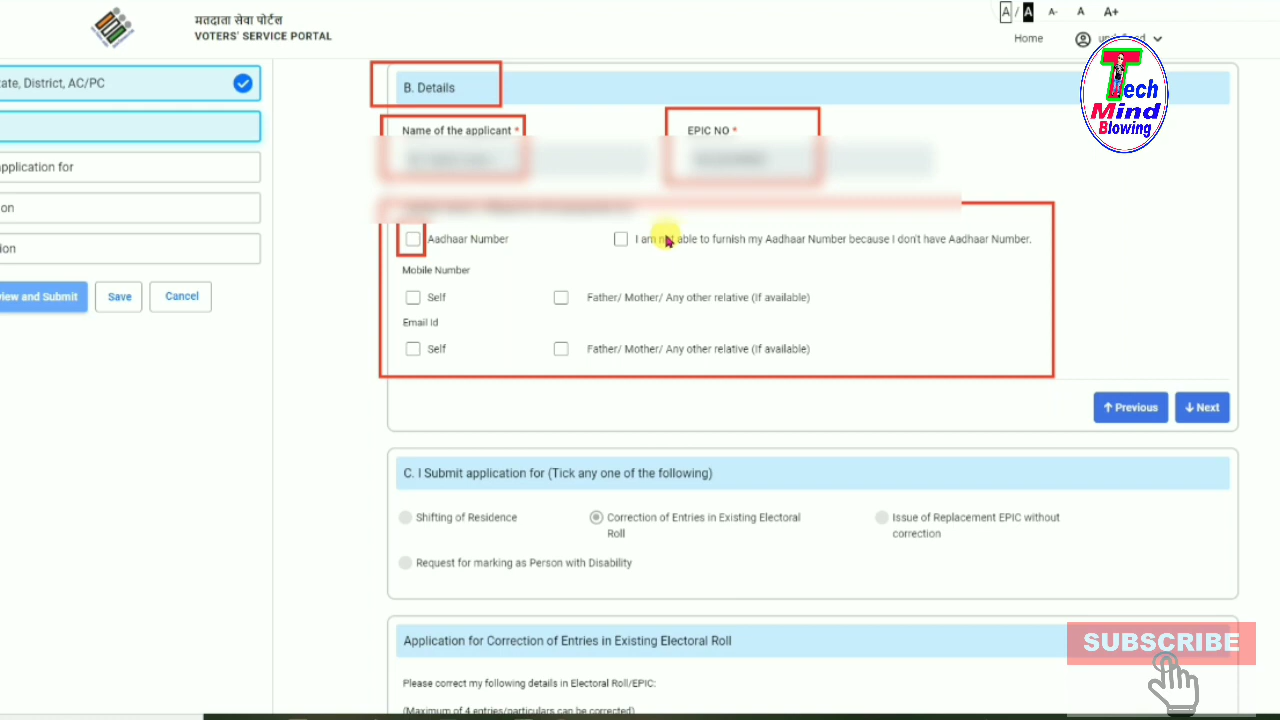 मतदाता सेवा पोर्टल
VOTERS' SERVICE PORTAL
A / A A- A A+
Home
Tech
Mind
Blowing
ate, District, AC/PC
application for
on
ion
view and Submit
Save
Cancel
B. Details
Name of the applicant *
EPIC NO *
Aadhaar Number
I am not able to furnish my Aadhaar Number because I don't have Aadhaar Number.
Mobile Number
Self
Father/ Mother/ Any other relative (If available)
Email Id
Self
Father/ Mother/ Any other relative (If available)
↑ Previous
↓ Next
C. I Submit application for (Tick any one of the following)
Shifting of Residence
Correction of Entries in Existing Electoral
Roll
Issue of Replacement EPIC without
correction
Request for marking as Person with Disability
Application for Correction of Entries in Existing Electoral Roll
SUBSCRIBE
Please correct my following details in Electoral Roll/EPIC:
(Maximum of 4 entries/particulars can be corrected)